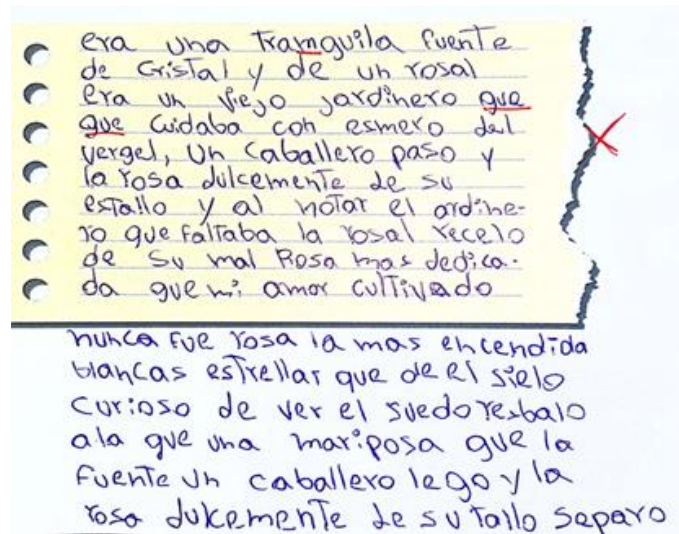 era una tramguila fuente
de Cristal y de un rosal
era un viejo jardinero que
que Cuidaba con esmero del
vergel, Un Caballero paso y
la rosa dulcemente de su
estallo y al notar el ardine-
ro que faltaba la rosal recelo
de su mal Rosa mas dedica-
da que mi amor cultivado
nunca fue rosa la mas encendida
blancas estrellas que de el sielo
curioso de ver el suedo resbalo
ala que una mariposa que la
fuente un caballero lego y la
rosa dulcemente de su tallo separo